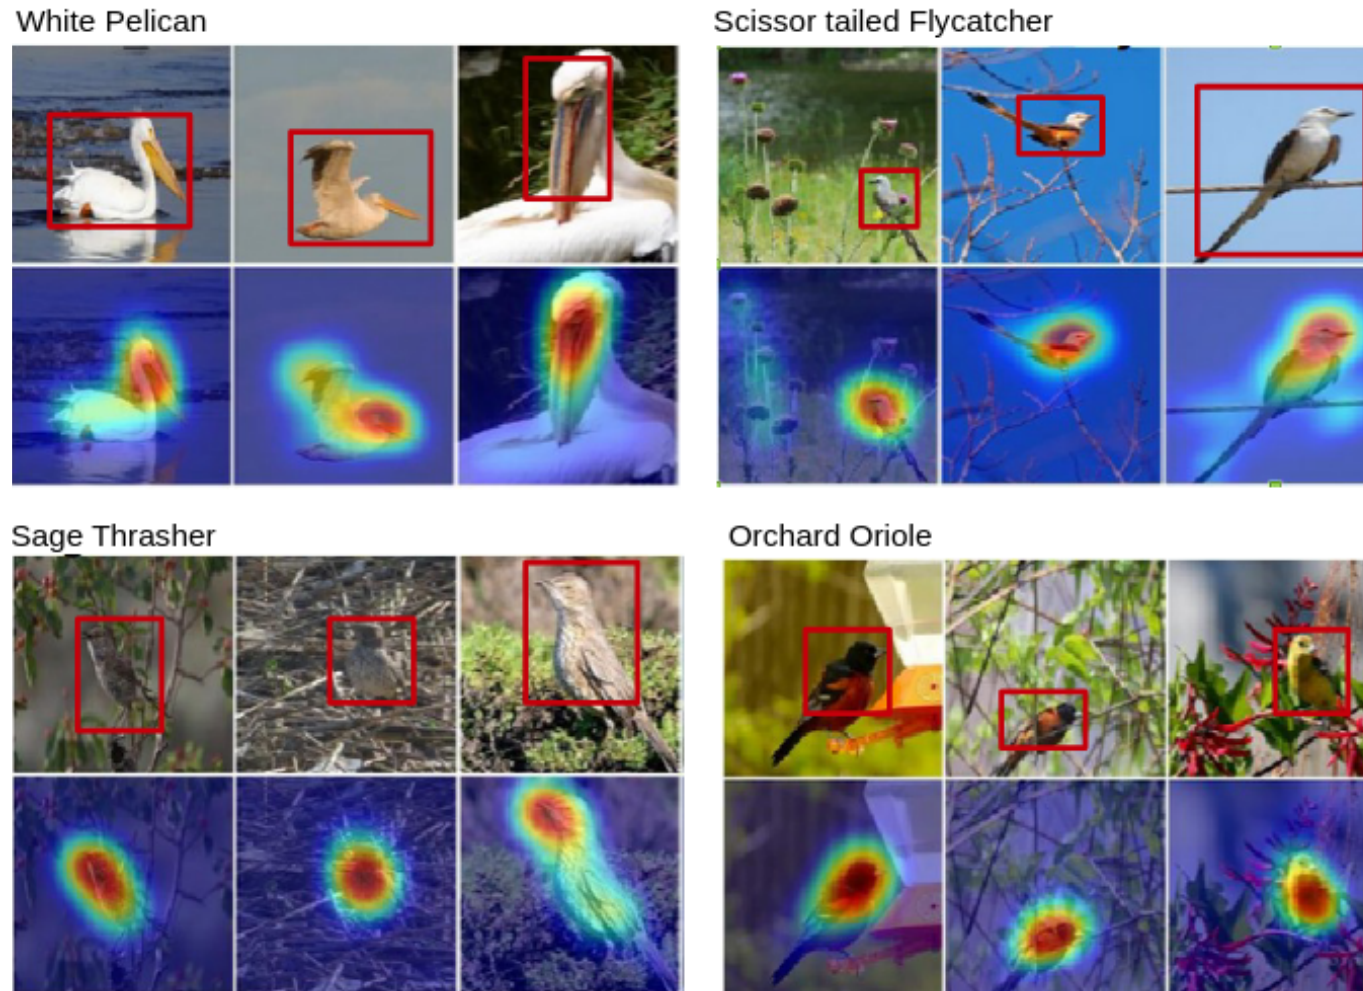 White Pelican
Scissor tailed Flycatcher
Sage Thrasher
Orchard Oriole